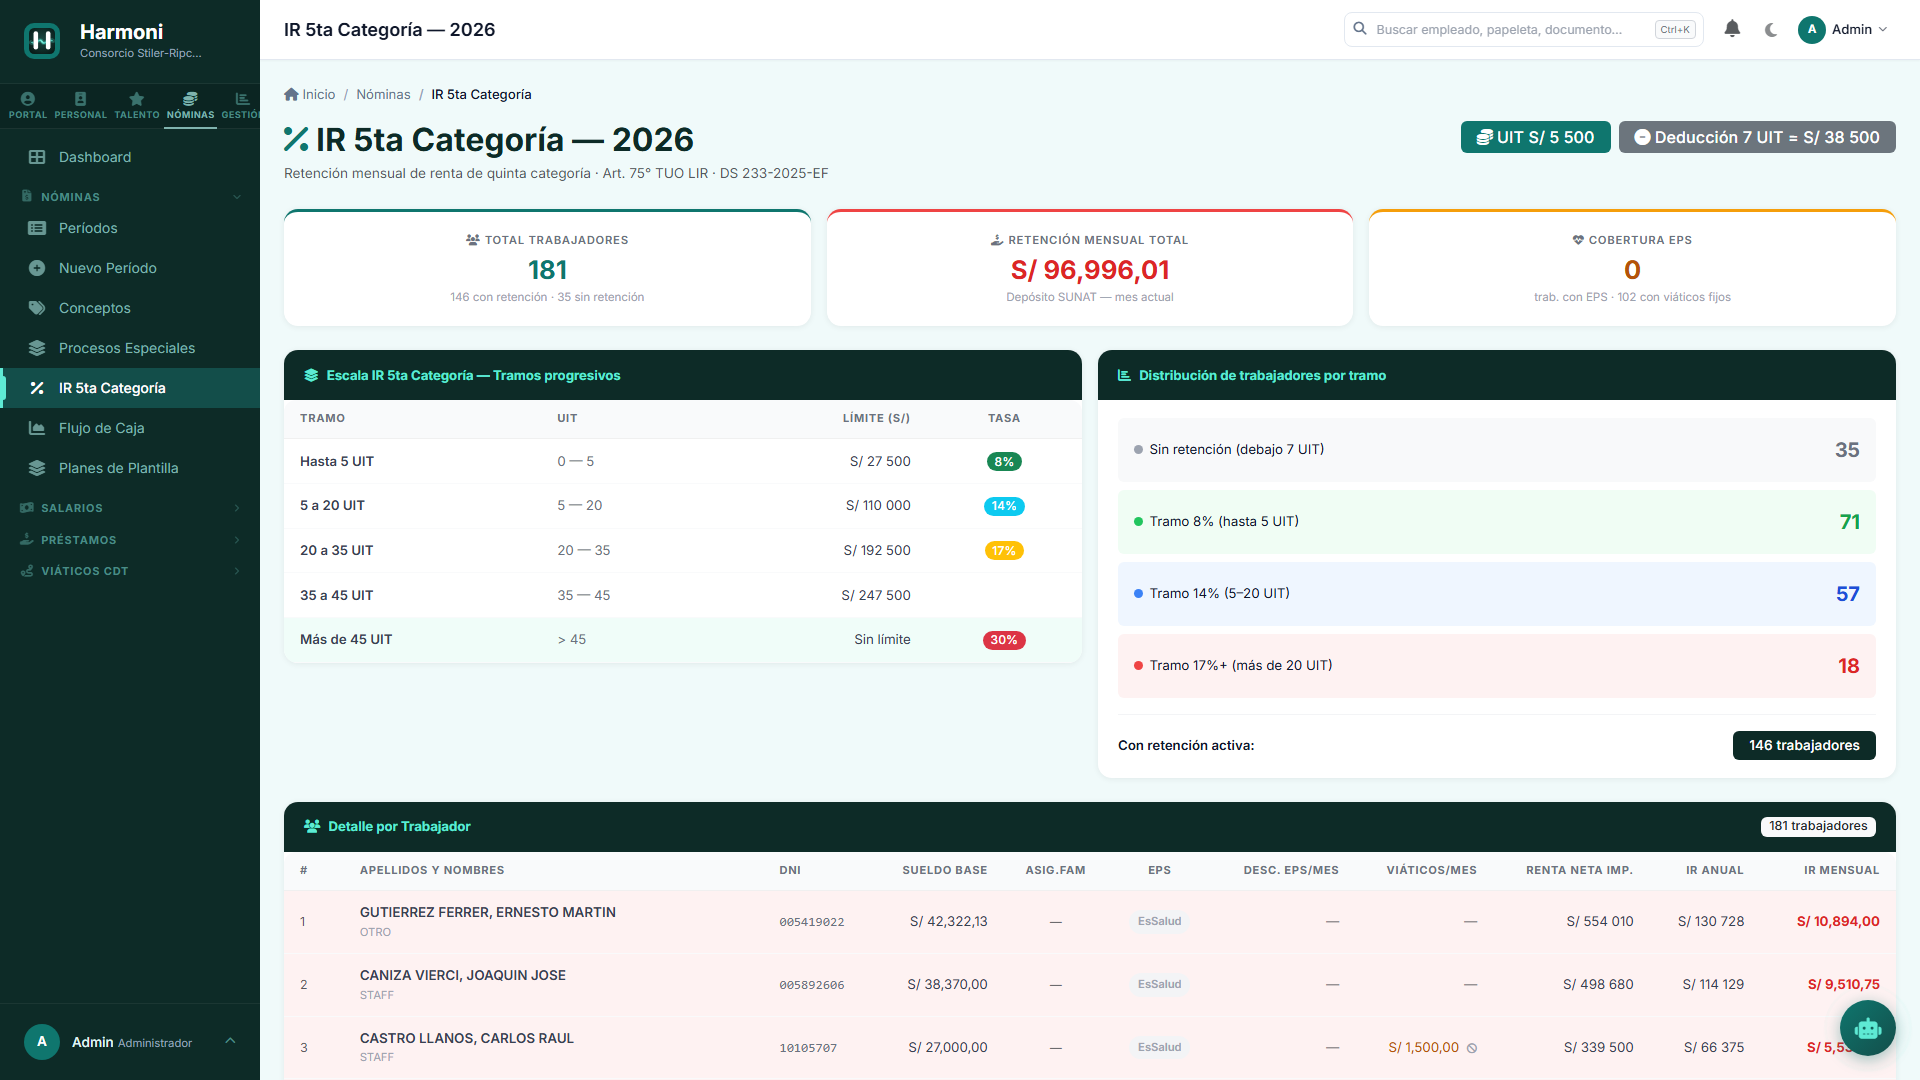 Harmoni
Consorcio Stiler-Ripc...
PORTAL PERSONAL TALENTO NÓMINAS GESTIÓ
Dashboard
NÓMINAS
Períodos
Nuevo Período
Conceptos
Procesos Especiales
IR 5ta Categoría
Flujo de Caja
Planes de Plantilla
SALARIOS
PRÉSTAMOS
VIÁTICOS CDT
A Admin Administrador
IR 5ta Categoría — 2026
Buscar empleado, papeleta, documento... Ctrl+K
A Admin
Inicio / Nóminas / IR 5ta Categoría
IR 5ta Categoría — 2026
Retención mensual de renta de quinta categoría · Art. 75° TUO LIR · DS 233-2025-EF
UIT S/ 5 500
Deducción 7 UIT = S/ 38 500
TOTAL TRABAJADORES
181
146 con retención · 35 sin retención
RETENCIÓN MENSUAL TOTAL
S/ 96,996,01
Depósito SUNAT — mes actual
COBERTURA EPS
0
trab. con EPS · 102 con viáticos fijos
Escala IR 5ta Categoría — Tramos progresivos
TRAMO UIT LÍMITE (S/) TASA
Hasta 5 UIT 0 — 5 S/ 27 500 8%
5 a 20 UIT 5 — 20 S/ 110 000 14%
20 a 35 UIT 20 — 35 S/ 192 500 17%
35 a 45 UIT 35 — 45 S/ 247 500
Más de 45 UIT > 45 Sin límite 30%
Distribución de trabajadores por tramo
Sin retención (debajo 7 UIT) 35
Tramo 8% (hasta 5 UIT) 71
Tramo 14% (5–20 UIT) 57
Tramo 17%+ (más de 20 UIT) 18
Con retención activa: 146 trabajadores
Detalle por Trabajador 181 trabajadores
# APELLIDOS Y NOMBRES DNI SUELDO BASE ASIG.FAM EPS DESC. EPS/MES VIÁTICOS/MES RENTA NETA IMP. IR ANUAL IR MENSUAL
1 GUTIERREZ FERRER, ERNESTO MARTIN 005419022 S/ 42,322,13 — EsSalud — — S/ 554 010 S/ 130 728 S/ 10,894,00
OTRO
2 CANIZA VIERCI, JOAQUIN JOSE 005892606 S/ 38,370,00 — EsSalud — — S/ 498 680 S/ 114 129 S/ 9,510,75
STAFF
3 CASTRO LLANOS, CARLOS RAUL 10105707 S/ 27,000,00 — EsSalud — S/ 1,500,00 S/ 339 500 S/ 66 375 S/ 5,5
STAFF